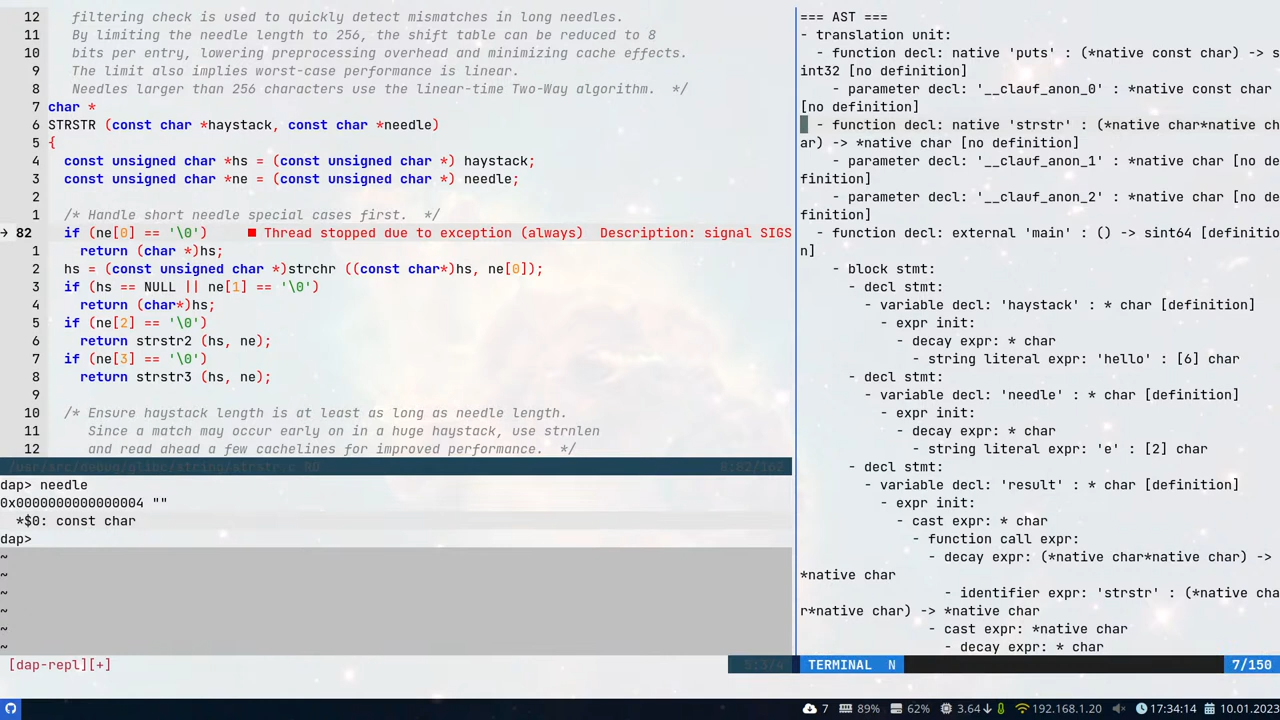 12 filtering check is used to quickly detect mismatches in long needles.
11 By limiting the needle length to 256, the shift table can be reduced to 8
10 bits per entry, lowering preprocessing overhead and minimizing cache effects.
9 The limit also implies worst-case performance is linear.
8 Needles larger than 256 characters use the linear-time Two-Way algorithm.  */
7 char *
6 STRSTR (const char *haystack, const char *needle)
5 {
4 const unsigned char *hs = (const unsigned char *) haystack;
3 const unsigned char *ne = (const unsigned char *) needle;
2
1 /* Handle short needle special cases first.  */
→ 82 if (ne[0] == '\0') ■ Thread stopped due to exception (always)  Description: signal SIGS
1 return (char *)hs;
2 hs = (const unsigned char *)strchr ((const char*)hs, ne[0]);
3 if (hs == NULL || ne[1] == '\0')
4 return (char*)hs;
5 if (ne[2] == '\0')
6 return strstr2 (hs, ne);
7 if (ne[3] == '\0')
8 return strstr3 (hs, ne);
9
10 /* Ensure haystack length is at least as long as needle length.
11 Since a match may occur early on in a huge haystack, use strnlen
12 and read ahead a few cachelines for improved performance.  */
/usr/src/debug/glibc/string/strstr.c RO
dap> needle
0x0000000000000004 ""
*$0: const char
dap>
~
~
~
~
~
~
[dap-repl][+]
=== AST ===
- translation unit:
- function decl: native 'puts' : (*native const char) -> s
int32 [no definition]
- parameter decl: '__clauf_anon_0' : *native const char
[no definition]
- function decl: native 'strstr' : (*native char*native ch
ar) -> *native char [no definition]
- parameter decl: '__clauf_anon_1' : *native char [no de
finition]
- parameter decl: '__clauf_anon_2' : *native char [no de
finition]
- function decl: external 'main' : () -> sint64 [definitio
n]
- block stmt:
- decl stmt:
- variable decl: 'haystack' : * char [definition]
- expr init:
- decay expr: * char
- string literal expr: 'hello' : [6] char
- decl stmt:
- variable decl: 'needle' : * char [definition]
- expr init:
- decay expr: * char
- string literal expr: 'e' : [2] char
- decl stmt:
- variable decl: 'result' : * char [definition]
- expr init:
- cast expr: * char
- function call expr:
- decay expr: (*native char*native char) ->
*native char
- identifier expr: 'strstr' : (*native cha
r*native char) -> *native char
- cast expr: *native char
- decay expr: * char
TERMINAL N 7/150
7 89% 62% 3.64 192.168.1.20 17:34:14 10.01.2023